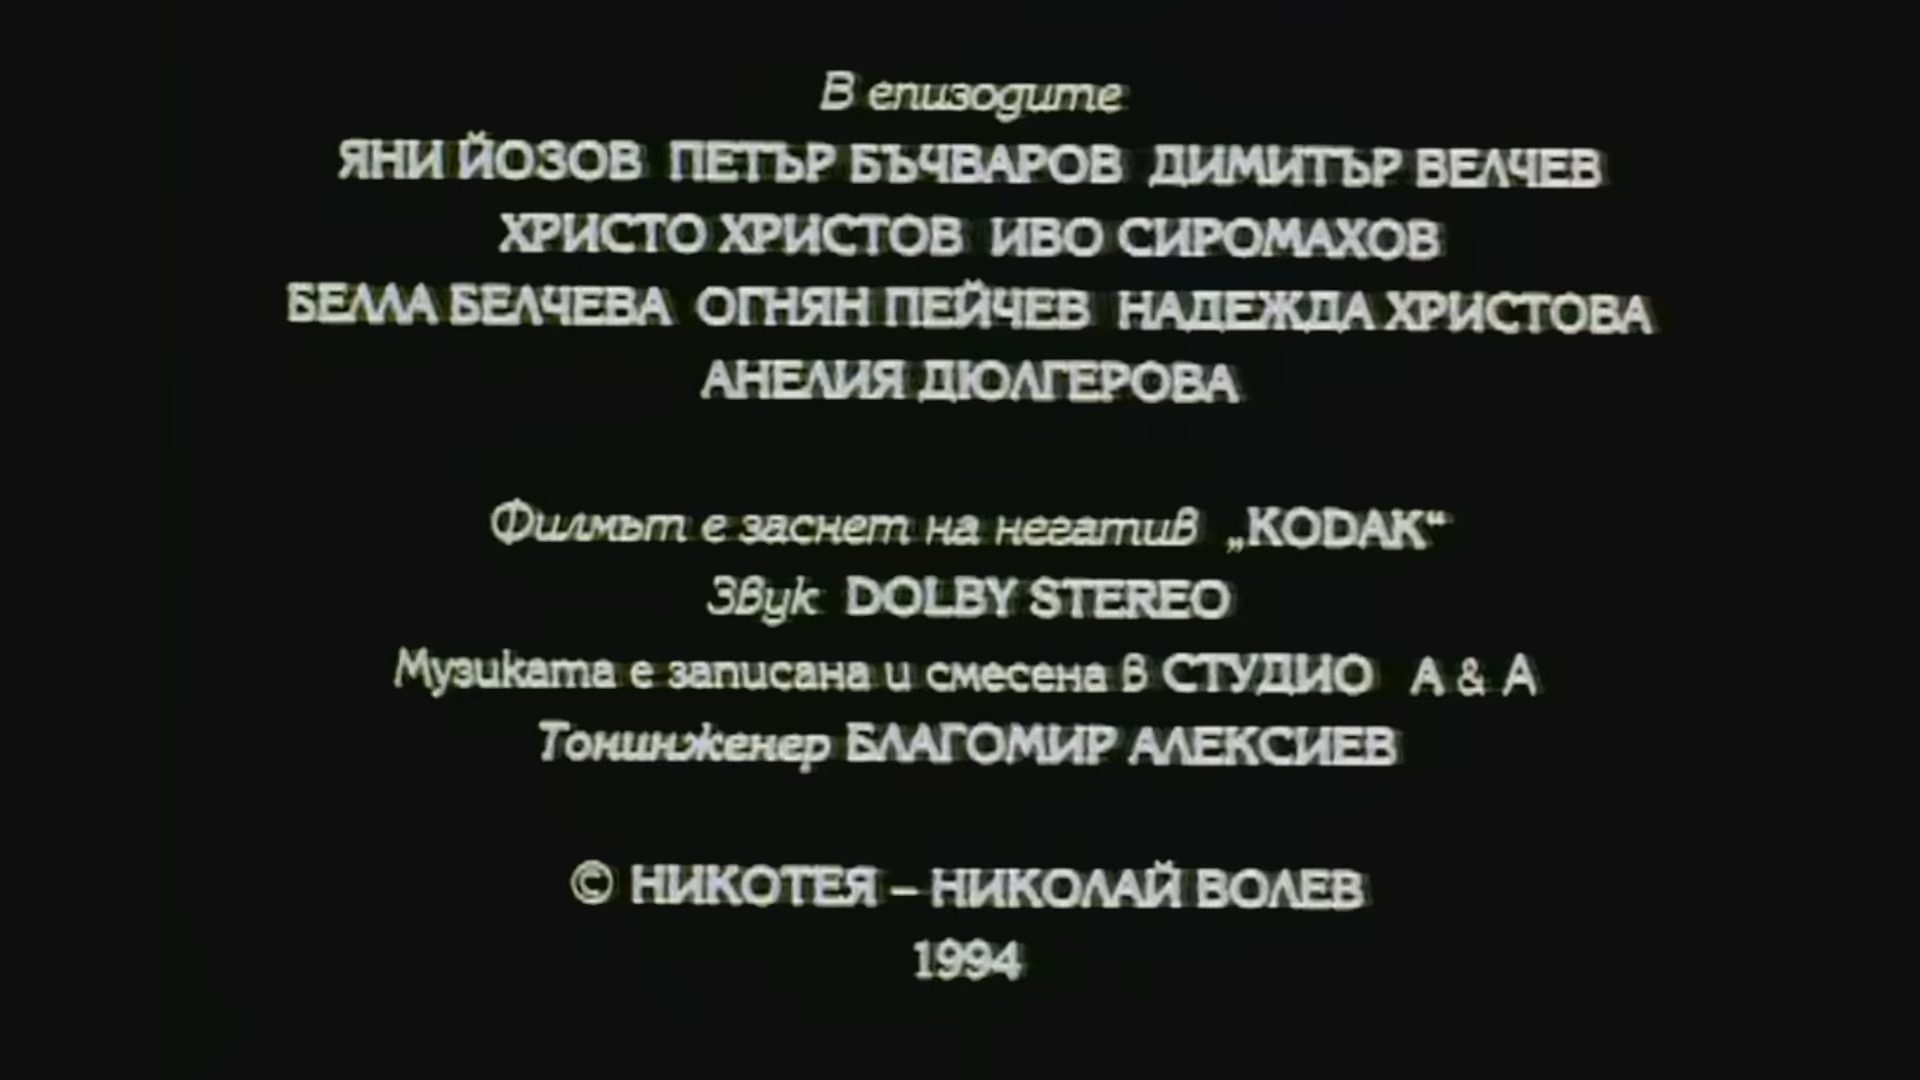 В епизодите
ЯНИ ЙОЗОВ ПЕТЪР БЪЧВАРОВ ДИМИТЪР ВЕЛЧЕВ
ХРИСТО ХРИСТОВ ИВО СИРОМАХОВ
БЕЛЛА БЕЛЧЕВА ОГНЯН ПЕЙЧЕВ НАДЕЖДА ХРИСТОВА
АНЕЛИЯ ДЮЛГЕРОВА
Филмът е заснет на негатив „KODAK“
Звук DOLBY STEREO
Музиката е записана и смесена в СТУДИО A & A
Тонинженер БЛАГОМИР АЛЕКСИЕВ
© НИКОТЕЯ – НИКОЛАЙ ВОЛЕВ
1994